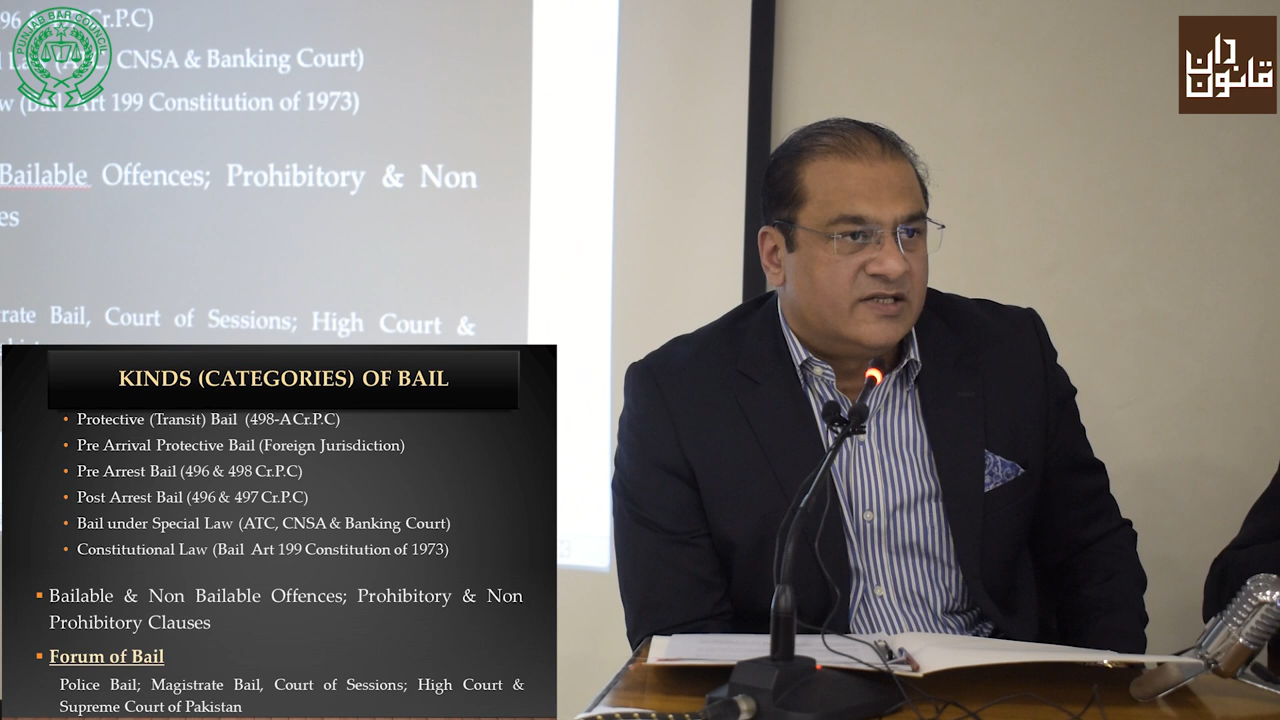 96 & 498 Cr.P.C)
PUNJAB BAR COUNCIL
CNSA & Banking Court)
Art 199 Constitution of 1973)
Bailable Offences; Prohibitory & Non
es
Bail, Court of Sessions; High Court &
قانون دان
KINDS (CATEGORIES) OF BAIL
• Protective (Transit) Bail (498-A Cr.P.C)
• Pre Arrival Protective Bail (Foreign Jurisdiction)
• Pre Arrest Bail (496 & 498 Cr.P.C)
• Post Arrest Bail (496 & 497 Cr.P.C)
• Bail under Special Law (ATC, CNSA & Banking Court)
• Constitutional Law (Bail Art 199 Constitution of 1973)
▪ Bailable & Non Bailable Offences; Prohibitory & Non
Prohibitory Clauses
▪ Forum of Bail
Police Bail; Magistrate Bail, Court of Sessions; High Court &
Supreme Court of Pakistan